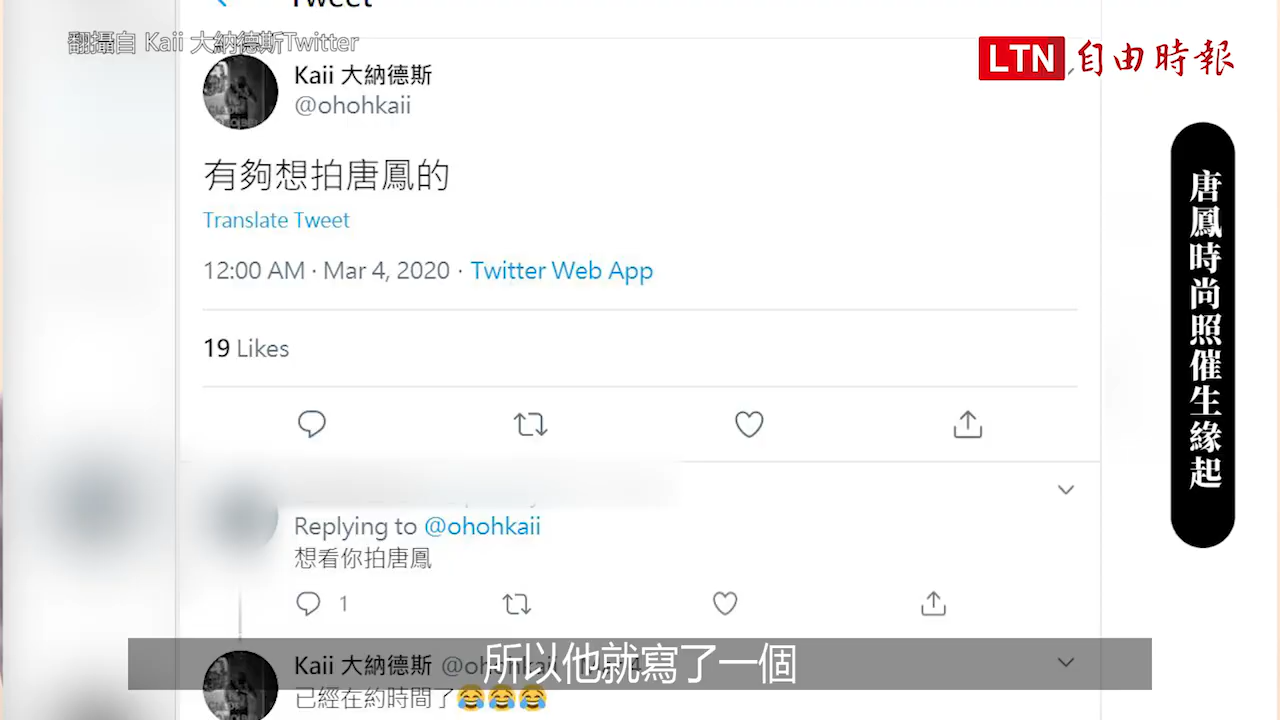 Tweet
翻攝自 Kaii 大納德斯Twitter
LTN 自由時報
Kaii 大納德斯
@ohohkaii
有夠想拍唐鳳的
Translate Tweet
12:00 AM · Mar 4, 2020 · Twitter Web App
19 Likes
唐鳳時尚照催生緣起
Replying to @ohohkaii
想看你拍唐鳳
1
Kaii 大納德斯
所以他就寫了一個
已經在約時間了😂😂😂